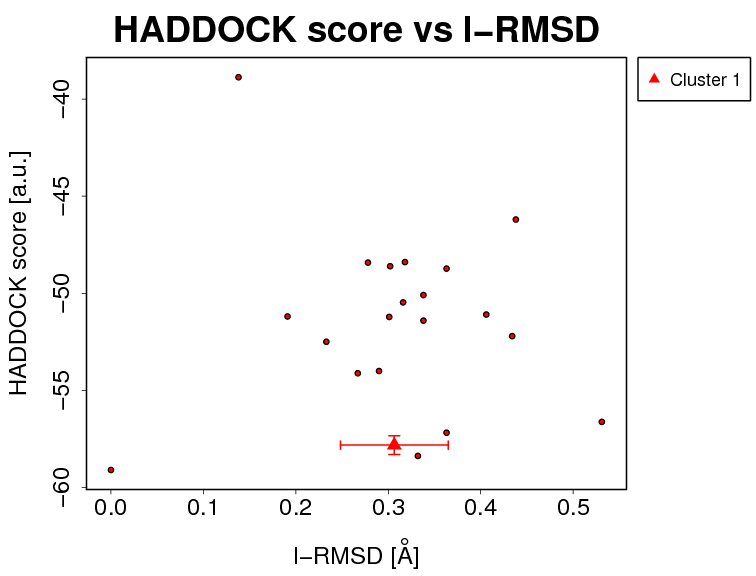 HADDOCK score vs l−RMSD
Cluster 1
HADDOCK score [a.u.]
−40
−45
−50
−55
−60
0.0 0.1 0.2 0.3 0.4 0.5
l−RMSD [Å]